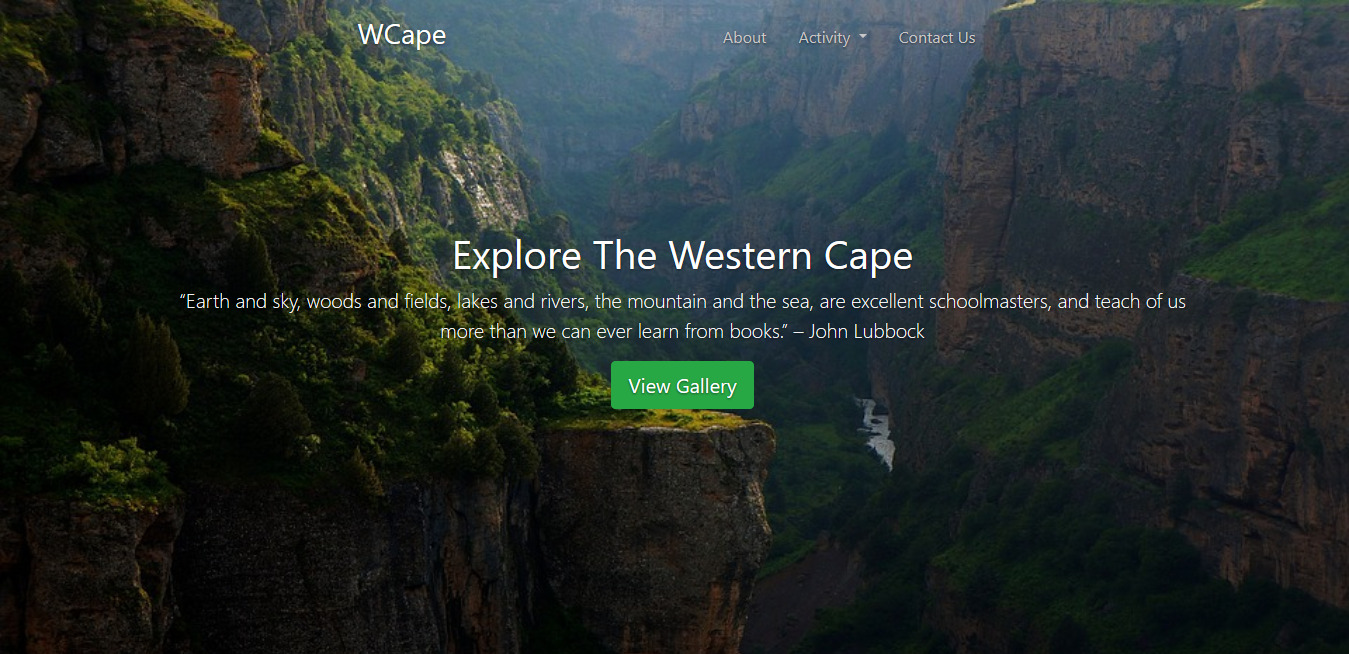 WCape
About
Activity
Contact Us
Explore The Western Cape
“Earth and sky, woods and fields, lakes and rivers, the mountain and the sea, are excellent schoolmasters, and teach of us
more than we can ever learn from books.” – John Lubbock
View Gallery